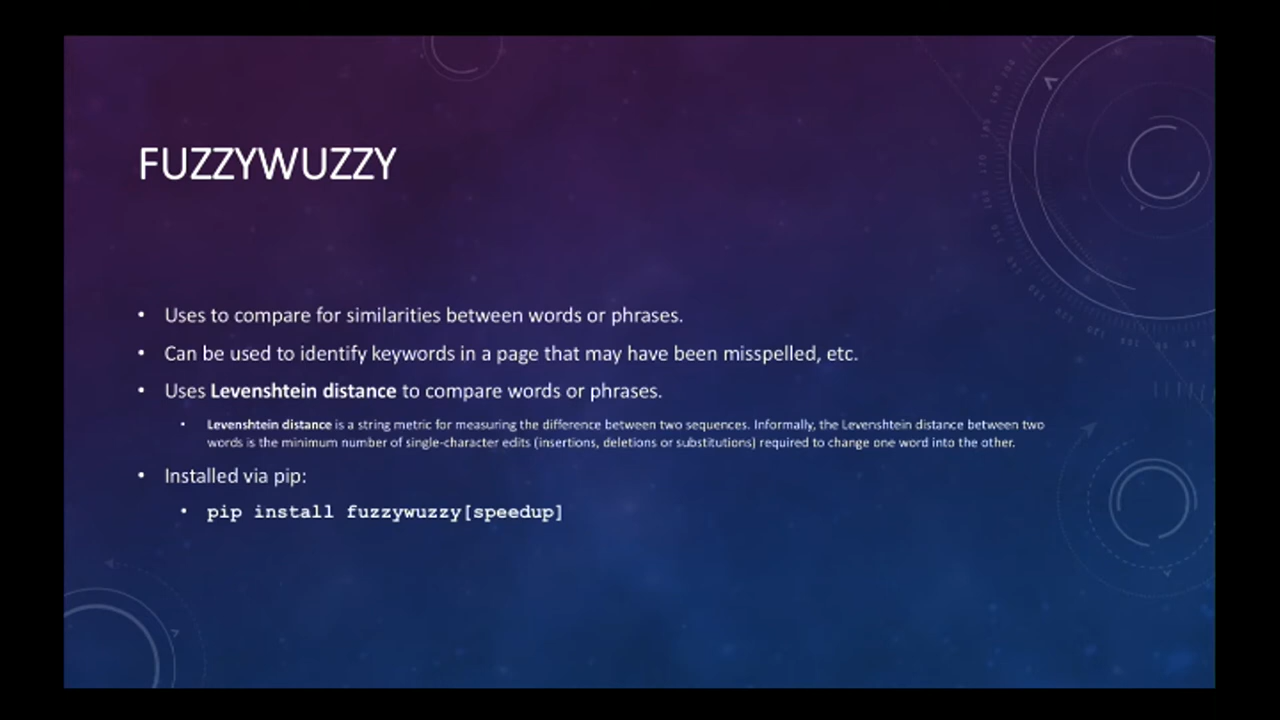 FUZZYWUZZY
• Uses to compare for similarities between words or phrases.
• Can be used to identify keywords in a page that may have been misspelled, etc.
• Uses Levenshtein distance to compare words or phrases.
• Levenshtein distance is a string metric for measuring the difference between two sequences. Informally, the Levenshtein distance between two
words is the minimum number of single-character edits (insertions, deletions or substitutions) required to change one word into the other.
• Installed via pip:
• pip install fuzzywuzzy[speedup]